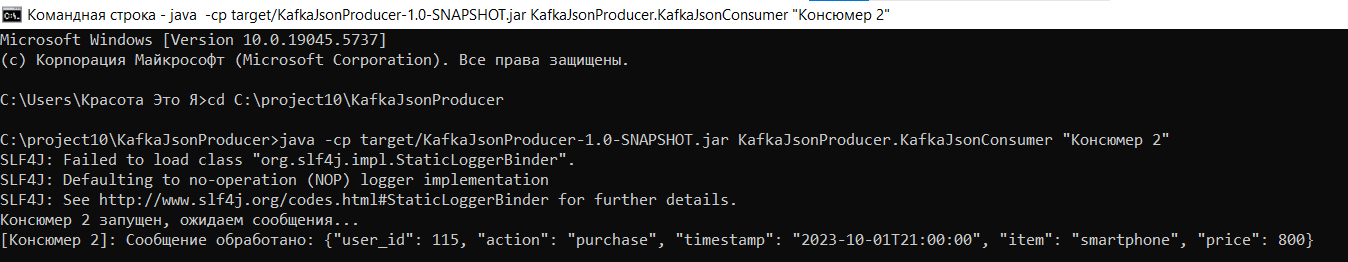 Командная строка - java -cp target/KafkaJsonProducer-1.0-SNAPSHOT.jar KafkaJsonProducer.KafkaJsonConsumer "Консюмер 2"
Microsoft Windows [Version 10.0.19045.5737]
(c) Корпорация Майкрософт (Microsoft Corporation). Все права защищены.
C:\Users\Красота Это Я>cd C:\project10\KafkaJsonProducer
C:\project10\KafkaJsonProducer>java -cp target/KafkaJsonProducer-1.0-SNAPSHOT.jar KafkaJsonProducer.KafkaJsonConsumer "Консюмер 2"
SLF4J: Failed to load class "org.slf4j.impl.StaticLoggerBinder".
SLF4J: Defaulting to no-operation (NOP) logger implementation
SLF4J: See http://www.slf4j.org/codes.html#StaticLoggerBinder for further details.
Консюмер 2 запущен, ожидаем сообщения...
[Консюмер 2]: Сообщение обработано: {"user_id": 115, "action": "purchase", "timestamp": "2023-10-01T21:00:00", "item": "smartphone", "price": 800}